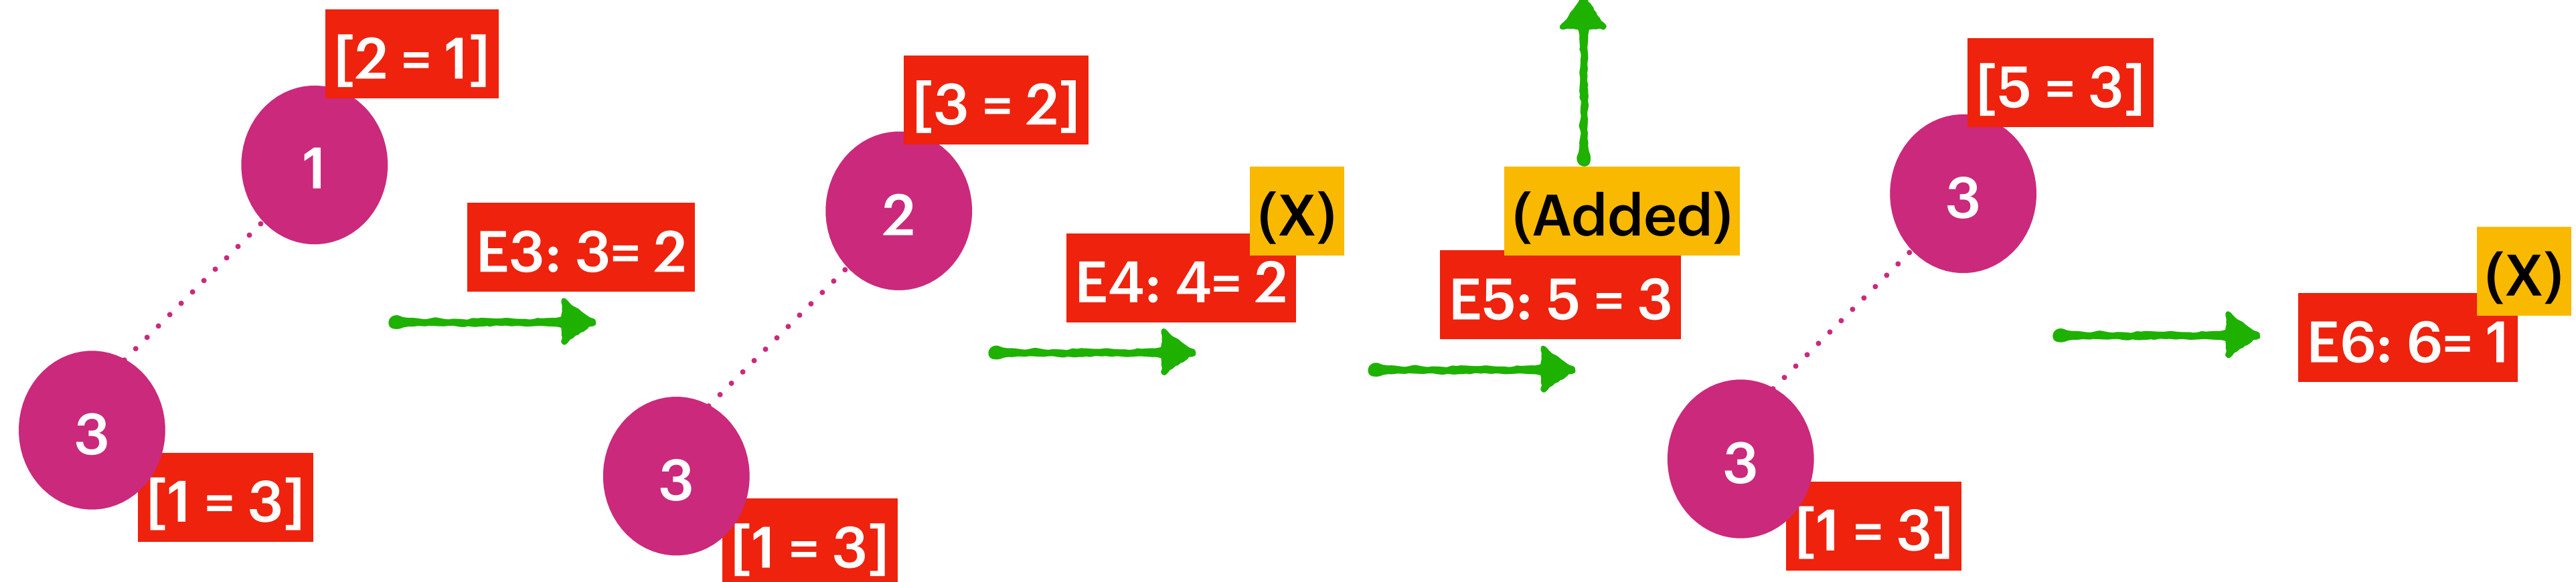 [2 = 1]
1
3
[1 = 3]
E3: 3= 2
[3 = 2]
2
3
[1 = 3]
(X)
E4: 4= 2
(Added)
E5: 5 = 3
[5 = 3]
3
3
[1 = 3]
(X)
E6: 6= 1